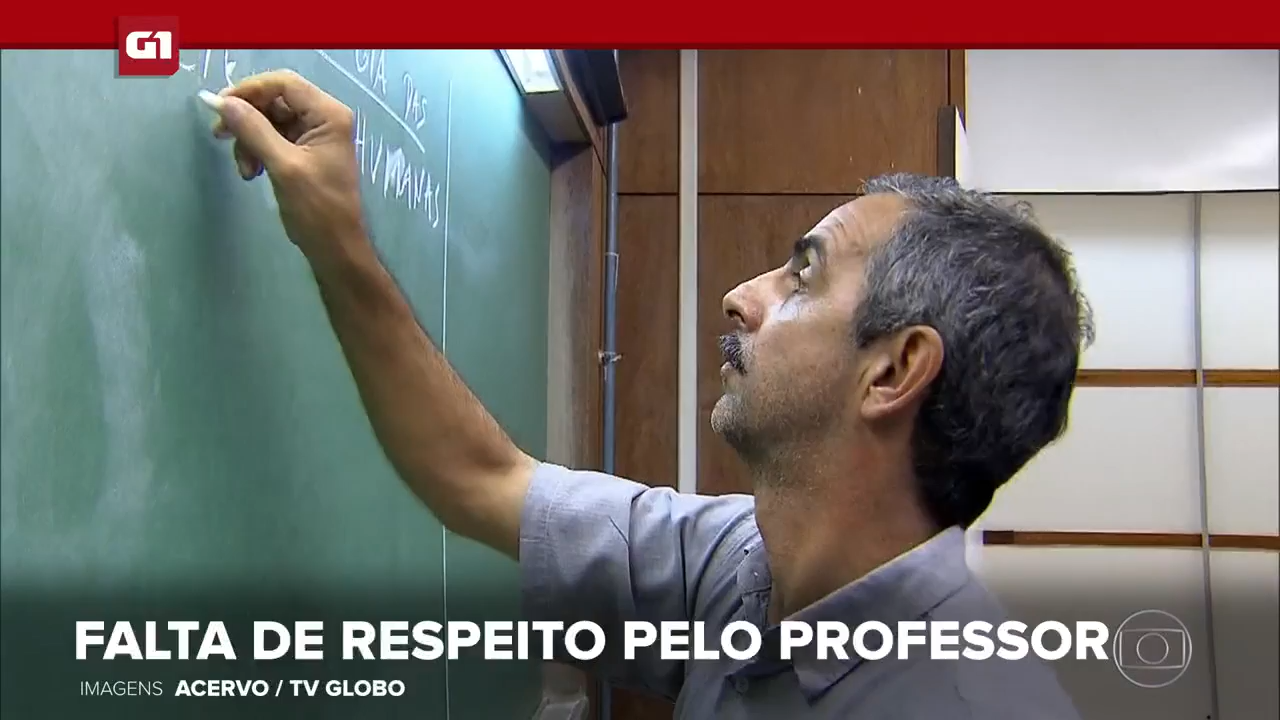 G1
DAS
HUMANAS
FALTA DE RESPEITO PELO PROFESSOR
IMAGENS ACERVO / TV GLOBO